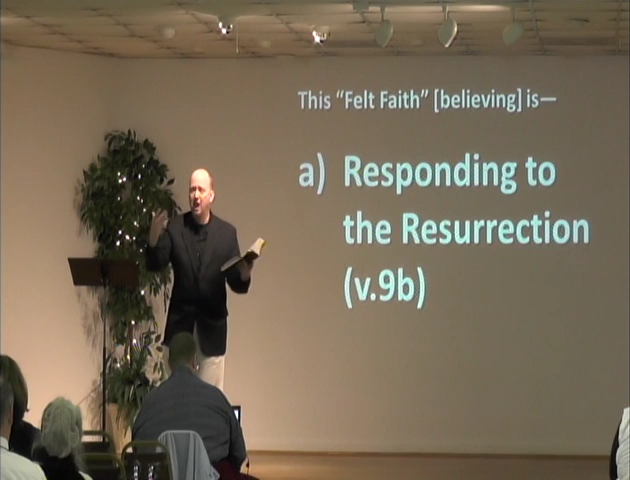 This “Felt Faith” [believing] is—
a) Responding to
the Resurrection
(v.9b)